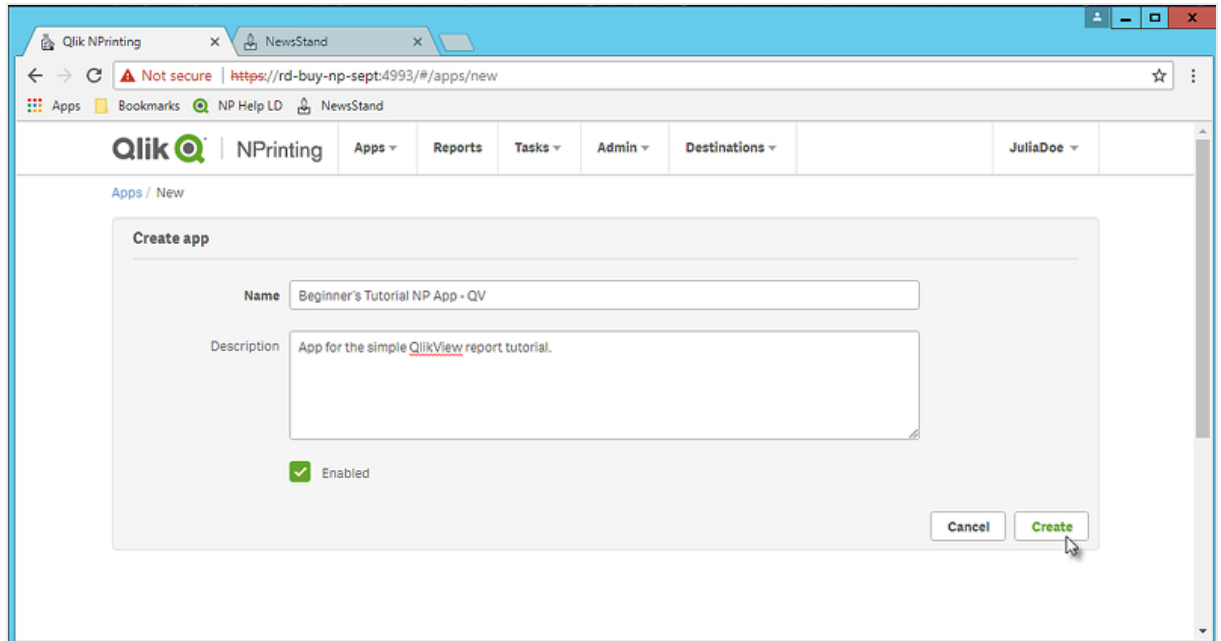 Qlik NPrinting
NewsStand
Not secure https://rd-buy-np-sept:4993/#/apps/new
Apps Bookmarks NP Help LD NewsStand
Qlik NPrinting Apps Reports Tasks Admin Destinations JuliaDoe
Apps / New
Create app
Name Beginner's Tutorial NP App - QV
Description App for the simple QlikView report tutorial.
Enabled
Cancel Create